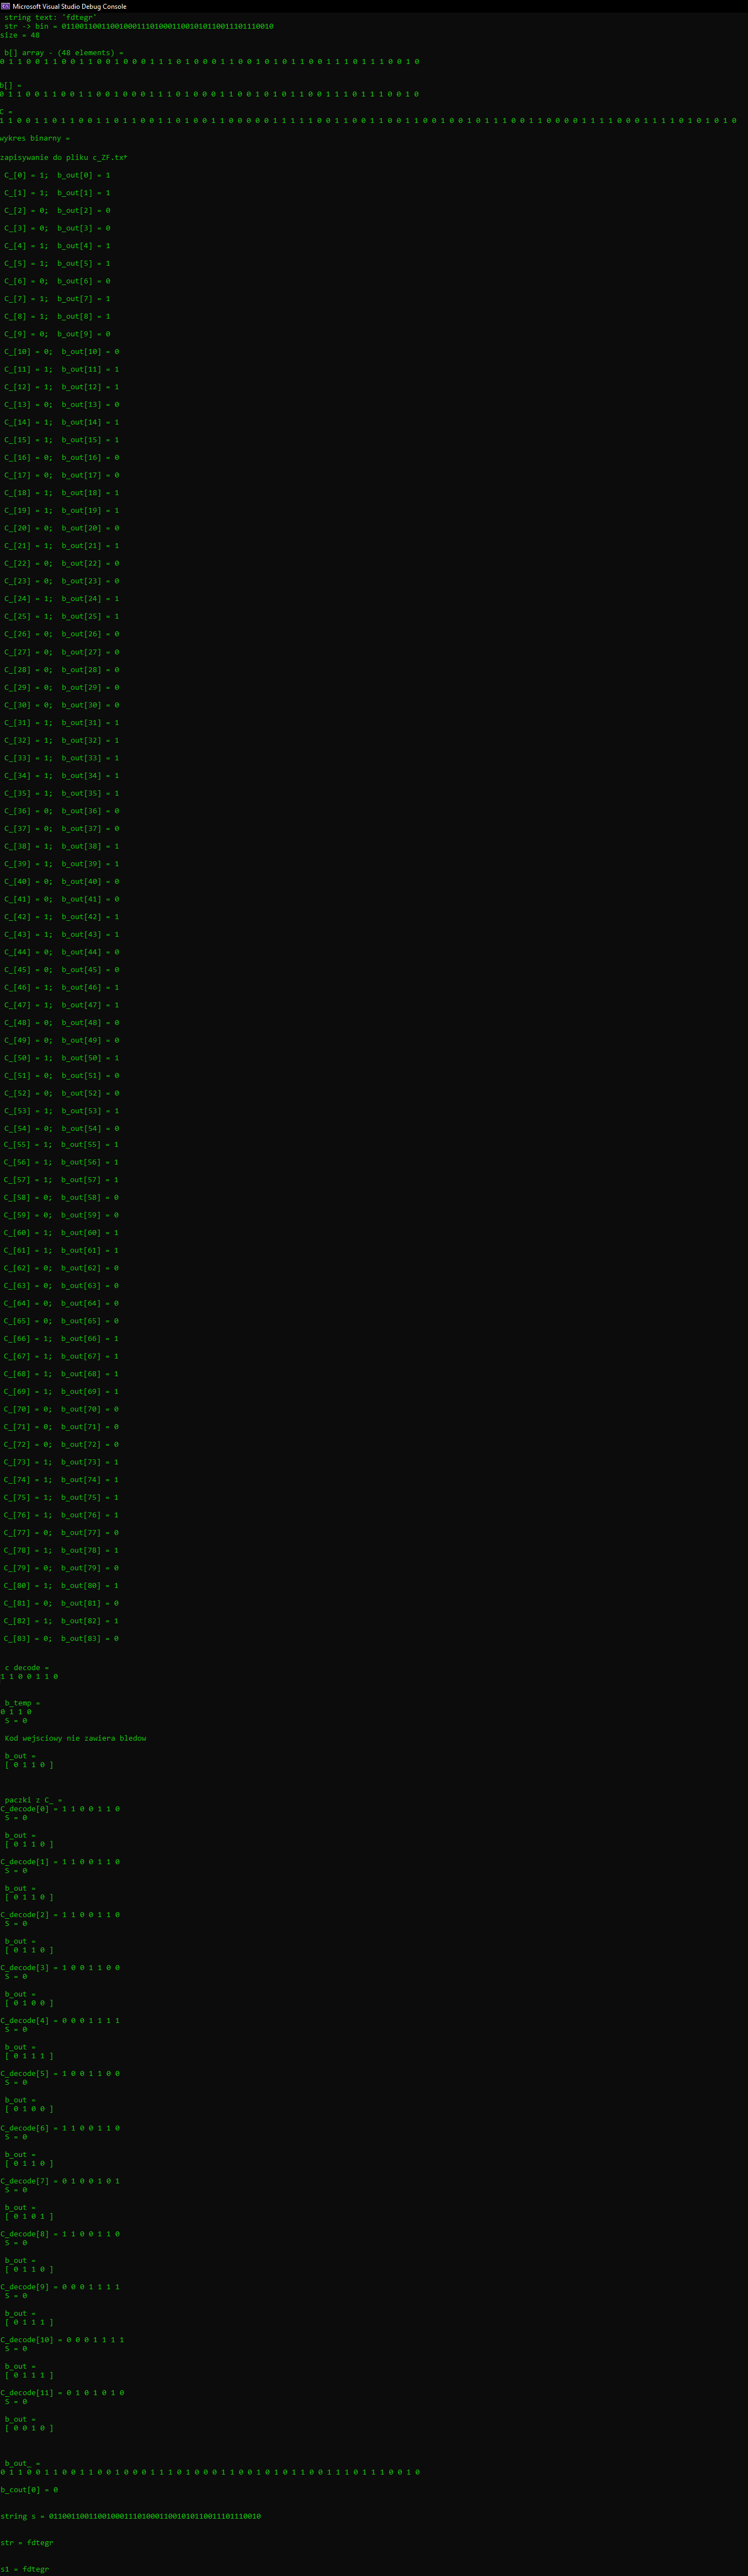 Microsoft Visual Studio Debug Console
string text: 'fdtegr'
str -> bin = 011001100110010001110100011001010110011101110010
size = 48
b[] array - (48 elements) =
0 1 1 0 0 1 1 0 0 1 1 0 0 1 0 0 0 1 1 1 0 1 0 0 0 1 1 0 0 1 0 1 0 1 1 0 0 1 1 1 0 1 1 1 0 0 1 0
b[] =
0 1 1 0 0 1 1 0 0 1 1 0 0 1 0 0 0 1 1 1 0 1 0 0 0 1 1 0 0 1 0 1 0 1 1 0 0 1 1 1 0 1 1 1 0 0 1 0
C =
1 1 0 0 1 1 0 1 1 0 0 1 1 0 1 1 0 0 1 1 0 1 0 0 1 1 0 0 0 0 0 1 1 1 1 1 0 0 1 1 0 0 1 1 0 0 1 1 0 0 1 0 0 1 0 1 1 1 0 0 1 1 0 0 0 0 1 1 1 1 0 0 0 1 1 1 1 0 1 0 1 0 1 0
wykres binarny =
zapisywanie do pliku c_ZF.tx*
C_[0] = 1;  b_out[0] = 1
C_[1] = 1;  b_out[1] = 1
C_[2] = 0;  b_out[2] = 0
C_[3] = 0;  b_out[3] = 0
C_[4] = 1;  b_out[4] = 1
C_[5] = 1;  b_out[5] = 1
C_[6] = 0;  b_out[6] = 0
C_[7] = 1;  b_out[7] = 1
C_[8] = 1;  b_out[8] = 1
C_[9] = 0;  b_out[9] = 0
C_[10] = 0;  b_out[10] = 0
C_[11] = 1;  b_out[11] = 1
C_[12] = 1;  b_out[12] = 1
C_[13] = 0;  b_out[13] = 0
C_[14] = 1;  b_out[14] = 1
C_[15] = 1;  b_out[15] = 1
C_[16] = 0;  b_out[16] = 0
C_[17] = 0;  b_out[17] = 0
C_[18] = 1;  b_out[18] = 1
C_[19] = 1;  b_out[19] = 1
C_[20] = 0;  b_out[20] = 0
C_[21] = 1;  b_out[21] = 1
C_[22] = 0;  b_out[22] = 0
C_[23] = 0;  b_out[23] = 0
C_[24] = 1;  b_out[24] = 1
C_[25] = 1;  b_out[25] = 1
C_[26] = 0;  b_out[26] = 0
C_[27] = 0;  b_out[27] = 0
C_[28] = 0;  b_out[28] = 0
C_[29] = 0;  b_out[29] = 0
C_[30] = 0;  b_out[30] = 0
C_[31] = 1;  b_out[31] = 1
C_[32] = 1;  b_out[32] = 1
C_[33] = 1;  b_out[33] = 1
C_[34] = 1;  b_out[34] = 1
C_[35] = 1;  b_out[35] = 1
C_[36] = 0;  b_out[36] = 0
C_[37] = 0;  b_out[37] = 0
C_[38] = 1;  b_out[38] = 1
C_[39] = 1;  b_out[39] = 1
C_[40] = 0;  b_out[40] = 0
C_[41] = 0;  b_out[41] = 0
C_[42] = 1;  b_out[42] = 1
C_[43] = 1;  b_out[43] = 1
C_[44] = 0;  b_out[44] = 0
C_[45] = 0;  b_out[45] = 0
C_[46] = 1;  b_out[46] = 1
C_[47] = 1;  b_out[47] = 1
C_[48] = 0;  b_out[48] = 0
C_[49] = 0;  b_out[49] = 0
C_[50] = 1;  b_out[50] = 1
C_[51] = 0;  b_out[51] = 0
C_[52] = 0;  b_out[52] = 0
C_[53] = 1;  b_out[53] = 1
C_[54] = 0;  b_out[54] = 0
C_[55] = 1;  b_out[55] = 1
C_[56] = 1;  b_out[56] = 1
C_[57] = 1;  b_out[57] = 1
C_[58] = 0;  b_out[58] = 0
C_[59] = 0;  b_out[59] = 0
C_[60] = 1;  b_out[60] = 1
C_[61] = 1;  b_out[61] = 1
C_[62] = 0;  b_out[62] = 0
C_[63] = 0;  b_out[63] = 0
C_[64] = 0;  b_out[64] = 0
C_[65] = 0;  b_out[65] = 0
C_[66] = 1;  b_out[66] = 1
C_[67] = 1;  b_out[67] = 1
C_[68] = 1;  b_out[68] = 1
C_[69] = 1;  b_out[69] = 1
C_[70] = 0;  b_out[70] = 0
C_[71] = 0;  b_out[71] = 0
C_[72] = 0;  b_out[72] = 0
C_[73] = 1;  b_out[73] = 1
C_[74] = 1;  b_out[74] = 1
C_[75] = 1;  b_out[75] = 1
C_[76] = 1;  b_out[76] = 1
C_[77] = 0;  b_out[77] = 0
C_[78] = 1;  b_out[78] = 1
C_[79] = 0;  b_out[79] = 0
C_[80] = 1;  b_out[80] = 1
C_[81] = 0;  b_out[81] = 0
C_[82] = 1;  b_out[82] = 1
C_[83] = 0;  b_out[83] = 0
c decode =
1 1 0 0 1 1 0
b_temp =
0 1 1 0
S = 0
Kod wejsciowy nie zawiera bledow
b_out =
[ 0 1 1 0 ]
paczki z C_ =
C_decode[0] = 1 1 0 0 1 1 0
S = 0
b_out =
[ 0 1 1 0 ]
C_decode[1] = 1 1 0 0 1 1 0
S = 0
b_out =
[ 0 1 1 0 ]
C_decode[2] = 1 1 0 0 1 1 0
S = 0
b_out =
[ 0 1 1 0 ]
C_decode[3] = 1 0 0 1 1 0 0
S = 0
b_out =
[ 0 1 0 0 ]
C_decode[4] = 0 0 0 1 1 1 1
S = 0
b_out =
[ 0 1 1 1 ]
C_decode[5] = 1 0 0 1 1 0 0
S = 0
b_out =
[ 0 1 0 0 ]
C_decode[6] = 1 1 0 0 1 1 0
S = 0
b_out =
[ 0 1 1 0 ]
C_decode[7] = 0 1 0 0 1 0 1
S = 0
b_out =
[ 0 1 0 1 ]
C_decode[8] = 1 1 0 0 1 1 0
S = 0
b_out =
[ 0 1 1 0 ]
C_decode[9] = 0 0 0 1 1 1 1
S = 0
b_out =
[ 0 1 1 1 ]
C_decode[10] = 0 0 0 1 1 1 1
S = 0
b_out =
[ 0 1 1 1 ]
C_decode[11] = 0 1 0 1 0 1 0
S = 0
b_out =
[ 0 0 1 0 ]
b_out_ =
0 1 1 0 0 1 1 0 0 1 1 0 0 1 0 0 0 1 1 1 0 1 0 0 0 1 1 0 0 1 0 1 0 1 1 0 0 1 1 1 0 1 1 1 0 0 1 0
b_cout[0] = 0
string s = 011001100110010001110100011001010110011101110010
str = fdtegr
s1 = fdtegr